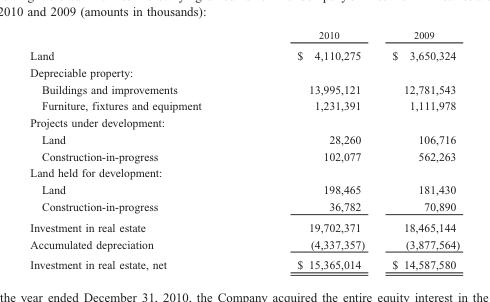 2010 and 2009 (amounts in thousands):
2010 2009
Land $ 4,110,275 $ 3,650,324
Depreciable property:
Buildings and improvements 13,995,121 12,781,543
Furniture, fixtures and equipment 1,231,391 1,111,978
Projects under development:
Land 28,260 106,716
Construction-in-progress 102,077 562,263
Land held for development:
Land 198,465 181,430
Construction-in-progress 36,782 70,890
Investment in real estate 19,702,371 18,465,144
Accumulated depreciation (4,337,357) (3,877,564)
Investment in real estate, net $ 15,365,014 $ 14,587,580
the year ended December 31, 2010, the Company acquired the entire equity interest in the